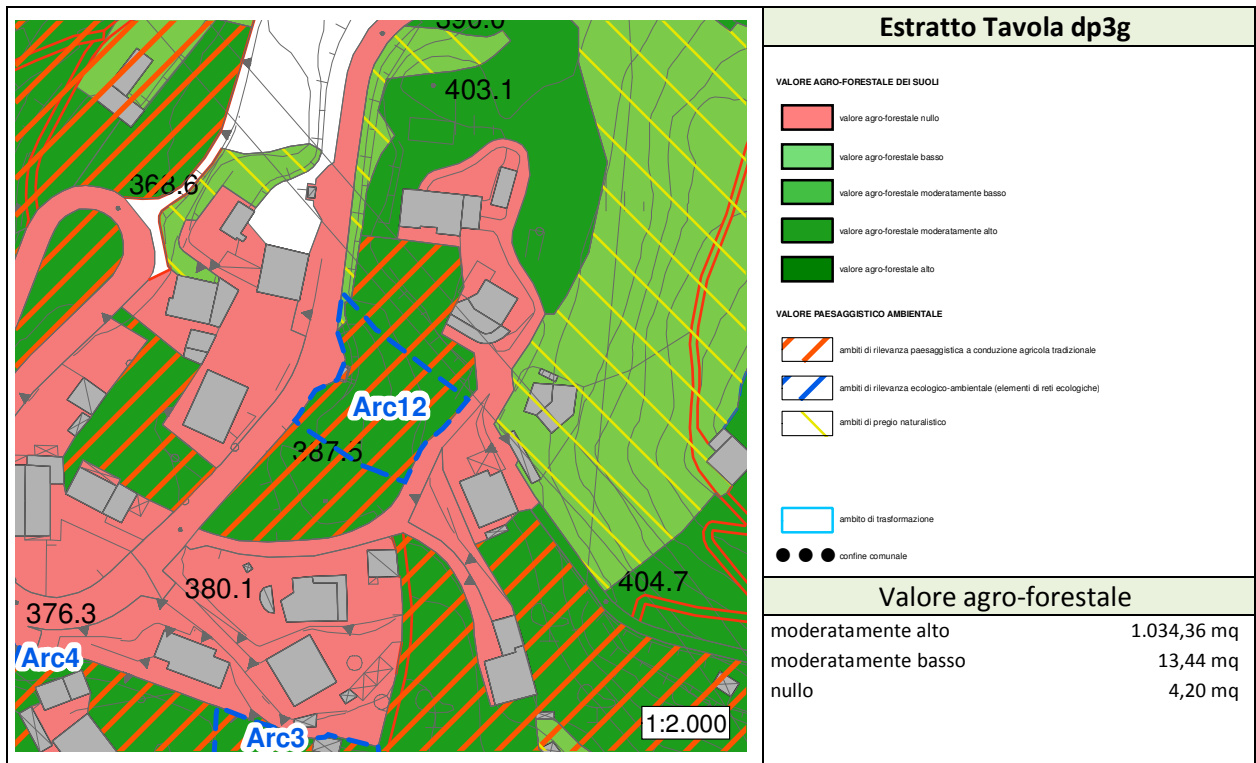 390.0
403.1
368.6
Arc12
387.5
380.1
404.7
376.3
Arc4
Arc3
1:2.000
Estratto Tavola dp3g
VALORE AGRO-FORESTALE DEI SUOLI
valore agro-forestale nullo
valore agro-forestale basso
valore agro-forestale moderatamente basso
valore agro-forestale moderatamente alto
valore agro-forestale alto
VALORE PAESAGGISTICO AMBIENTALE
ambiti di rilevanza paesaggistica a conduzione agricola tradizionale
ambiti di rilevanza ecologico-ambientale (elementi di reti ecologiche)
ambiti di pregio naturalistico
ambito di trasformazione
confine comunale
Valore agro-forestale
moderatamente alto 1.034,36 mq
moderatamente basso 13,44 mq
nullo 4,20 mq